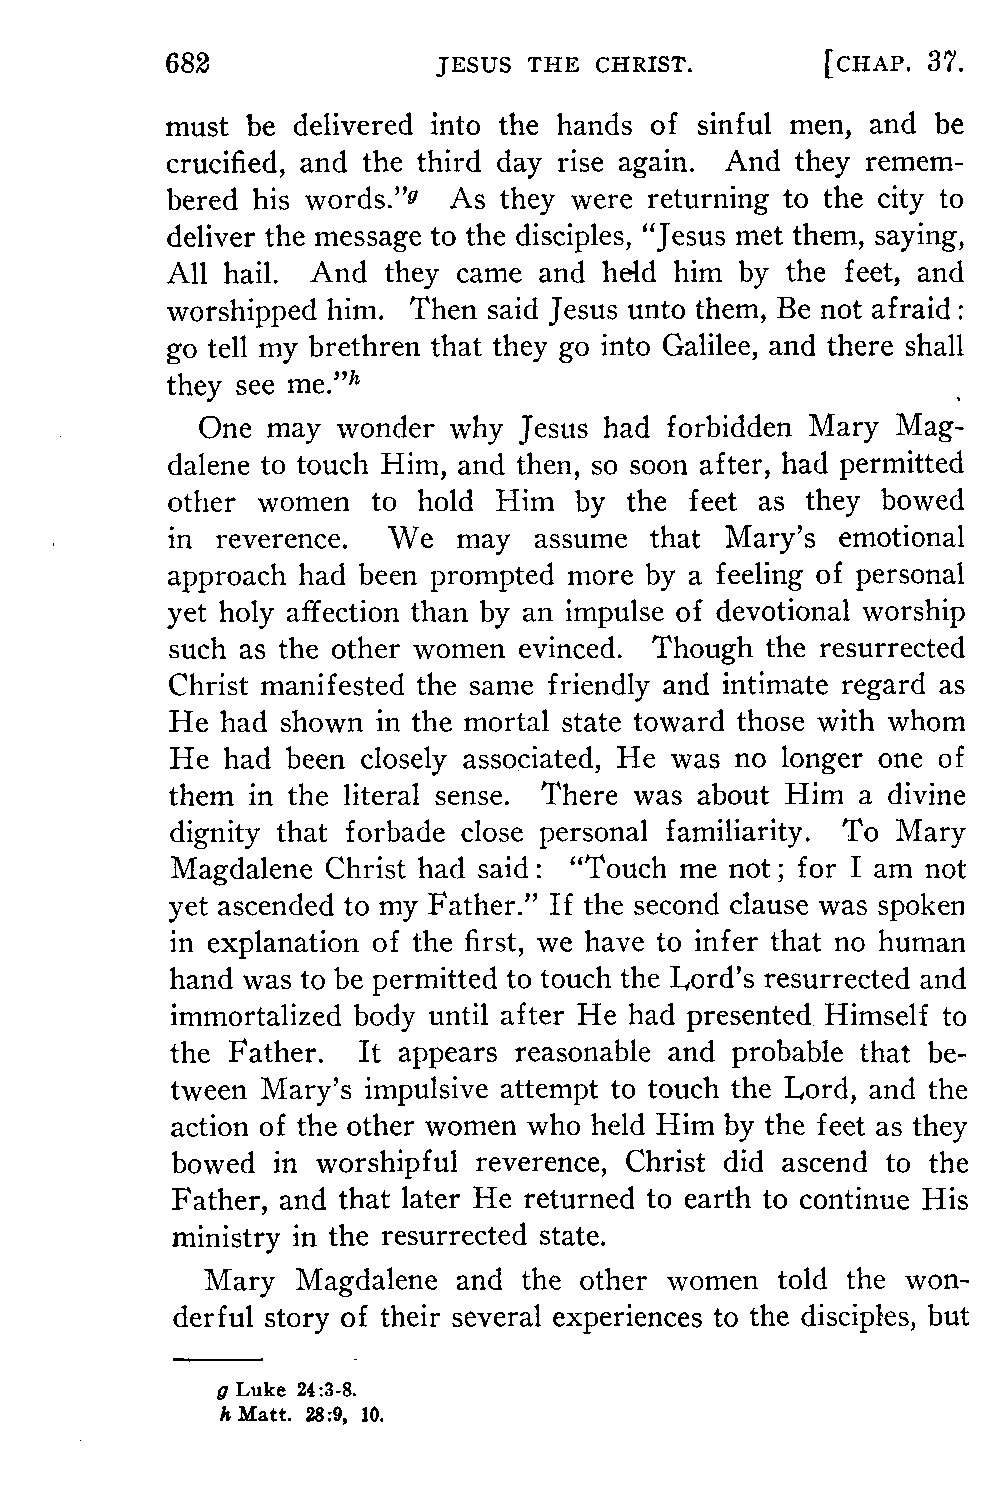 682 JESUS THE CHRIST. [CHAP. 37.
must be delivered into the hands of sinful men, and be
crucified, and the third day rise again. And they remem-
bered his words."g As they were returning to the city to
deliver the message to the disciples, "Jesus met them, saying,
All hail. And they came and held him by the feet, and
worshipped him. Then said Jesus unto them, Be not afraid:
go tell my brethren that they go into Galilee, and there shall
they see me."h
One may wonder why Jesus had forbidden Mary Mag-
dalene to touch Him, and then, so soon after, had permitted
other women to hold Him by the feet as they bowed
in reverence. We may assume that Mary's emotional
approach had been prompted more by a feeling of personal
yet holy affection than by an impulse of devotional worship
such as the other women evinced. Though the resurrected
Christ manifested the same friendly and intimate regard as
He had shown in the mortal state toward those with whom
He had been closely associated, He was no longer one of
them in the literal sense. There was about Him a divine
dignity that forbade close personal familiarity. To Mary
Magdalene Christ had said: "Touch me not; for I am not
yet ascended to my Father." If the second clause was spoken
in explanation of the first, we have to infer that no human
hand was to be permitted to touch the Lord's resurrected and
immortalized body until after He had presented Himself to
the Father. It appears reasonable and probable that be-
tween Mary's impulsive attempt to touch the Lord, and the
action of the other women who held Him by the feet as they
bowed in worshipful reverence, Christ did ascend to the
Father, and that later He returned to earth to continue His
ministry in the resurrected state.
Mary Magdalene and the other women told the won-
derful story of their several experiences to the disciples, but
g Luke 24:3-8.
h Matt. 28:9, 10.